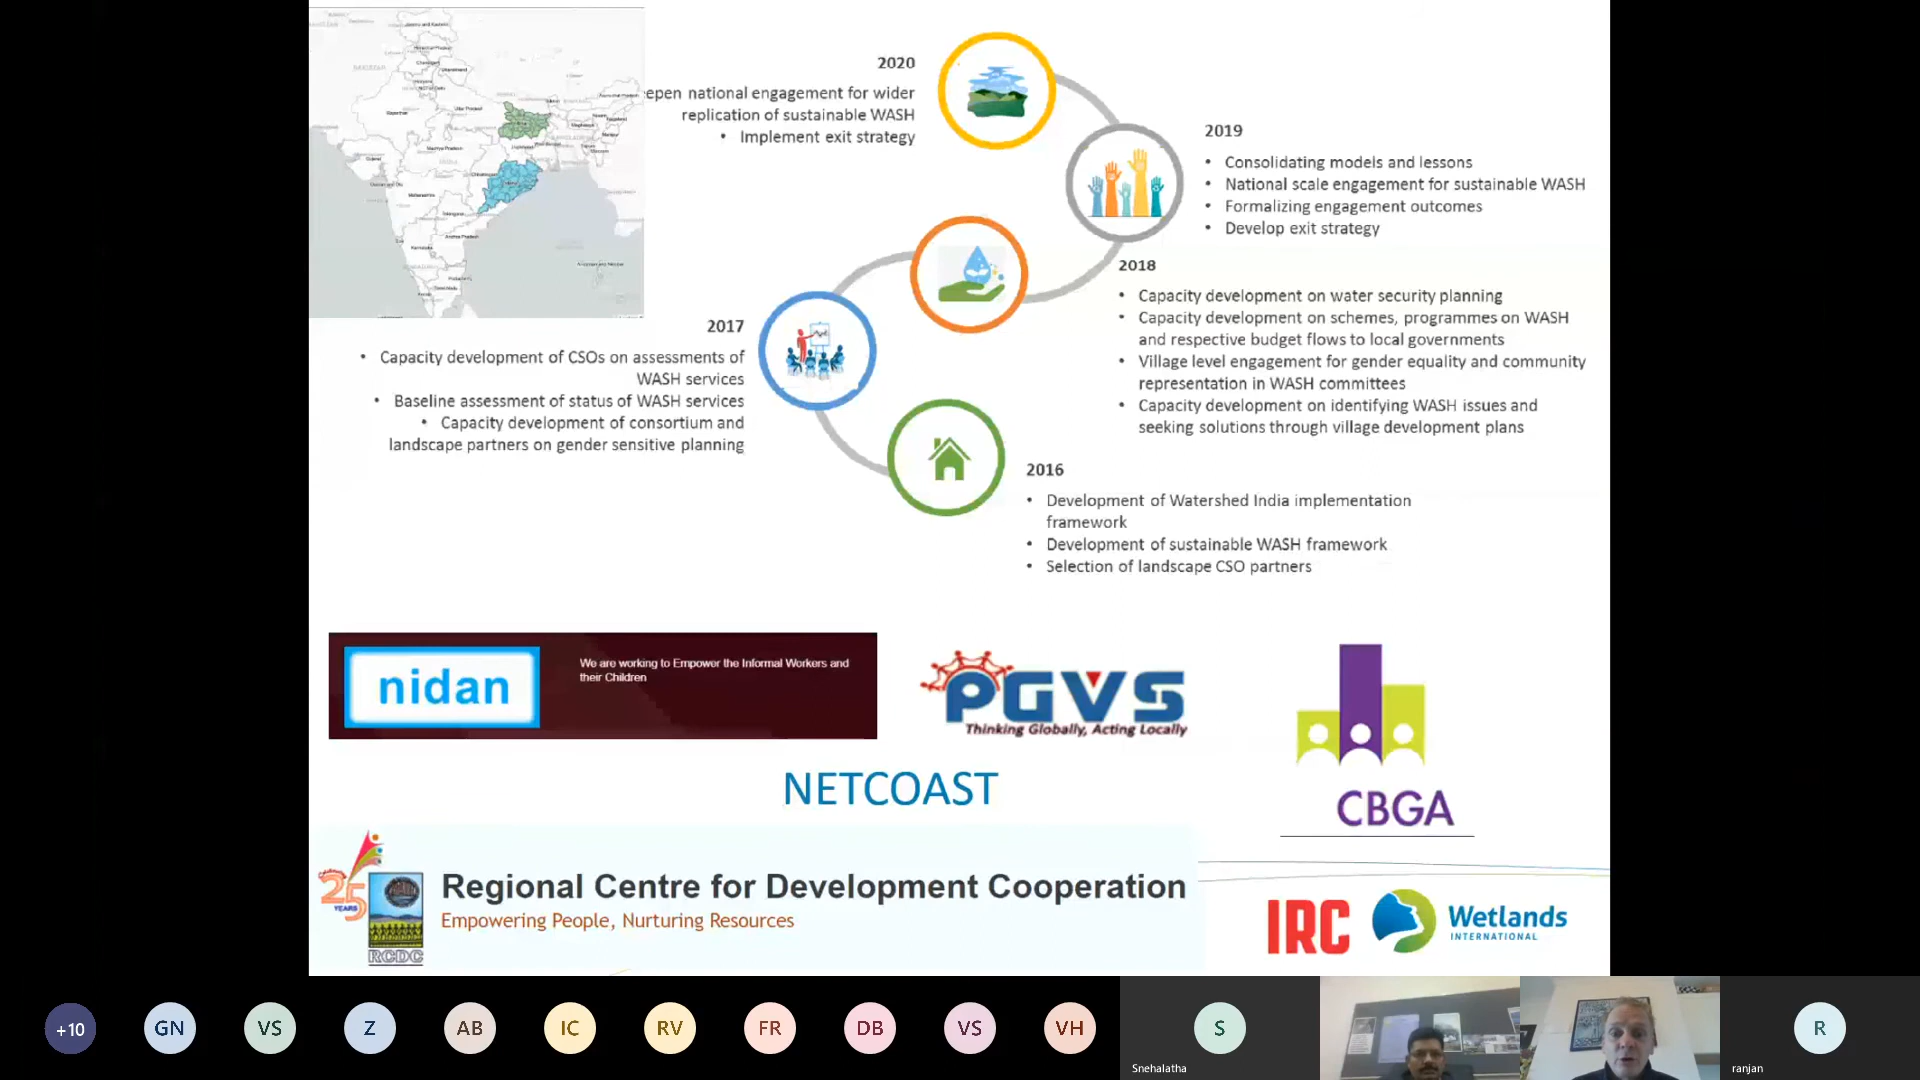 2020
eepen national engagement for wider
replication of sustainable WASH
• Implement exit strategy
2019
• Consolidating models and lessons
• National scale engagement for sustainable WASH
• Formalizing engagement outcomes
• Develop exit strategy
2018
• Capacity development on water security planning
• Capacity development on schemes, programmes on WASH
and respective budget flows to local governments
• Village level engagement for gender equality and community
representation in WASH committees
• Capacity development on identifying WASH issues and
seeking solutions through village development plans
2017
• Capacity development of CSOs on assessments of
WASH services
• Baseline assessment of status of WASH services
• Capacity development of consortium and
landscape partners on gender sensitive planning
2016
• Development of Watershed India implementation
framework
• Development of sustainable WASH framework
• Selection of landscape CSO partners
nidan
We are working to Empower the Informal Workers and
their Children
PGVS
Thinking Globally, Acting Locally
CBGA
NETCOAST
25
YEARS
RCDC
Regional Centre for Development Cooperation
Empowering People, Nurturing Resources
IRC
Wetlands
INTERNATIONAL
+10
GN
VS
Z
AB
IC
RV
FR
DB
VS
VH
S
Snehalatha
R
ranjan